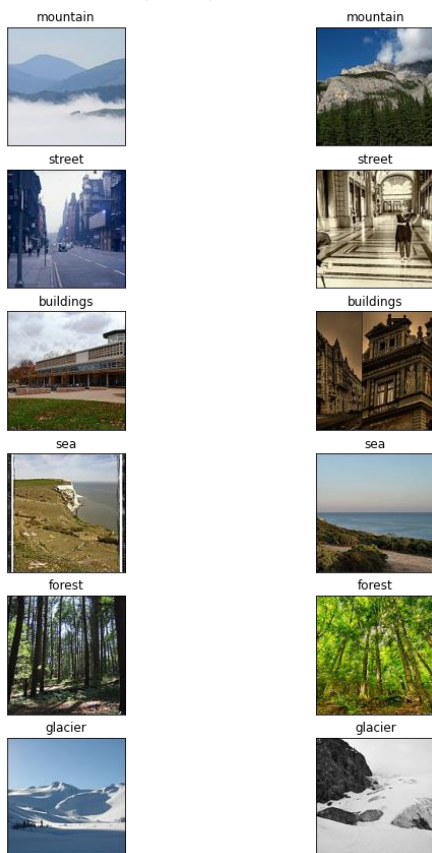 mountain mountain
street street
buildings buildings
sea sea
forest forest
glacier glacier